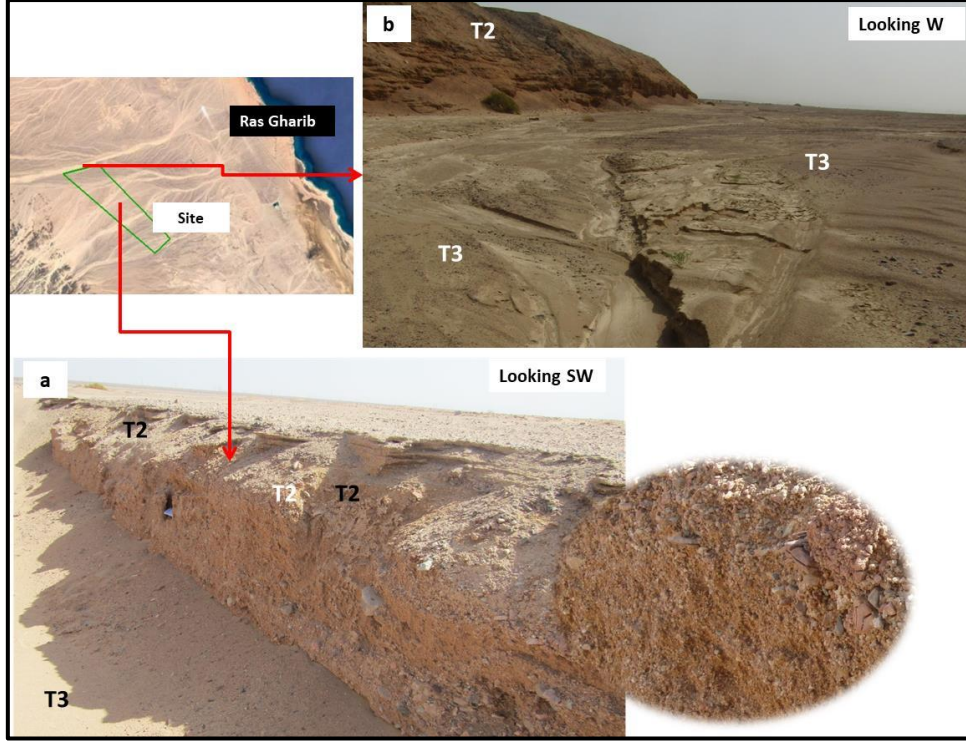 Ras Gharib
Site
b
Looking W
T2
T3
T3
a
Looking SW
T2
T2
T2
T3